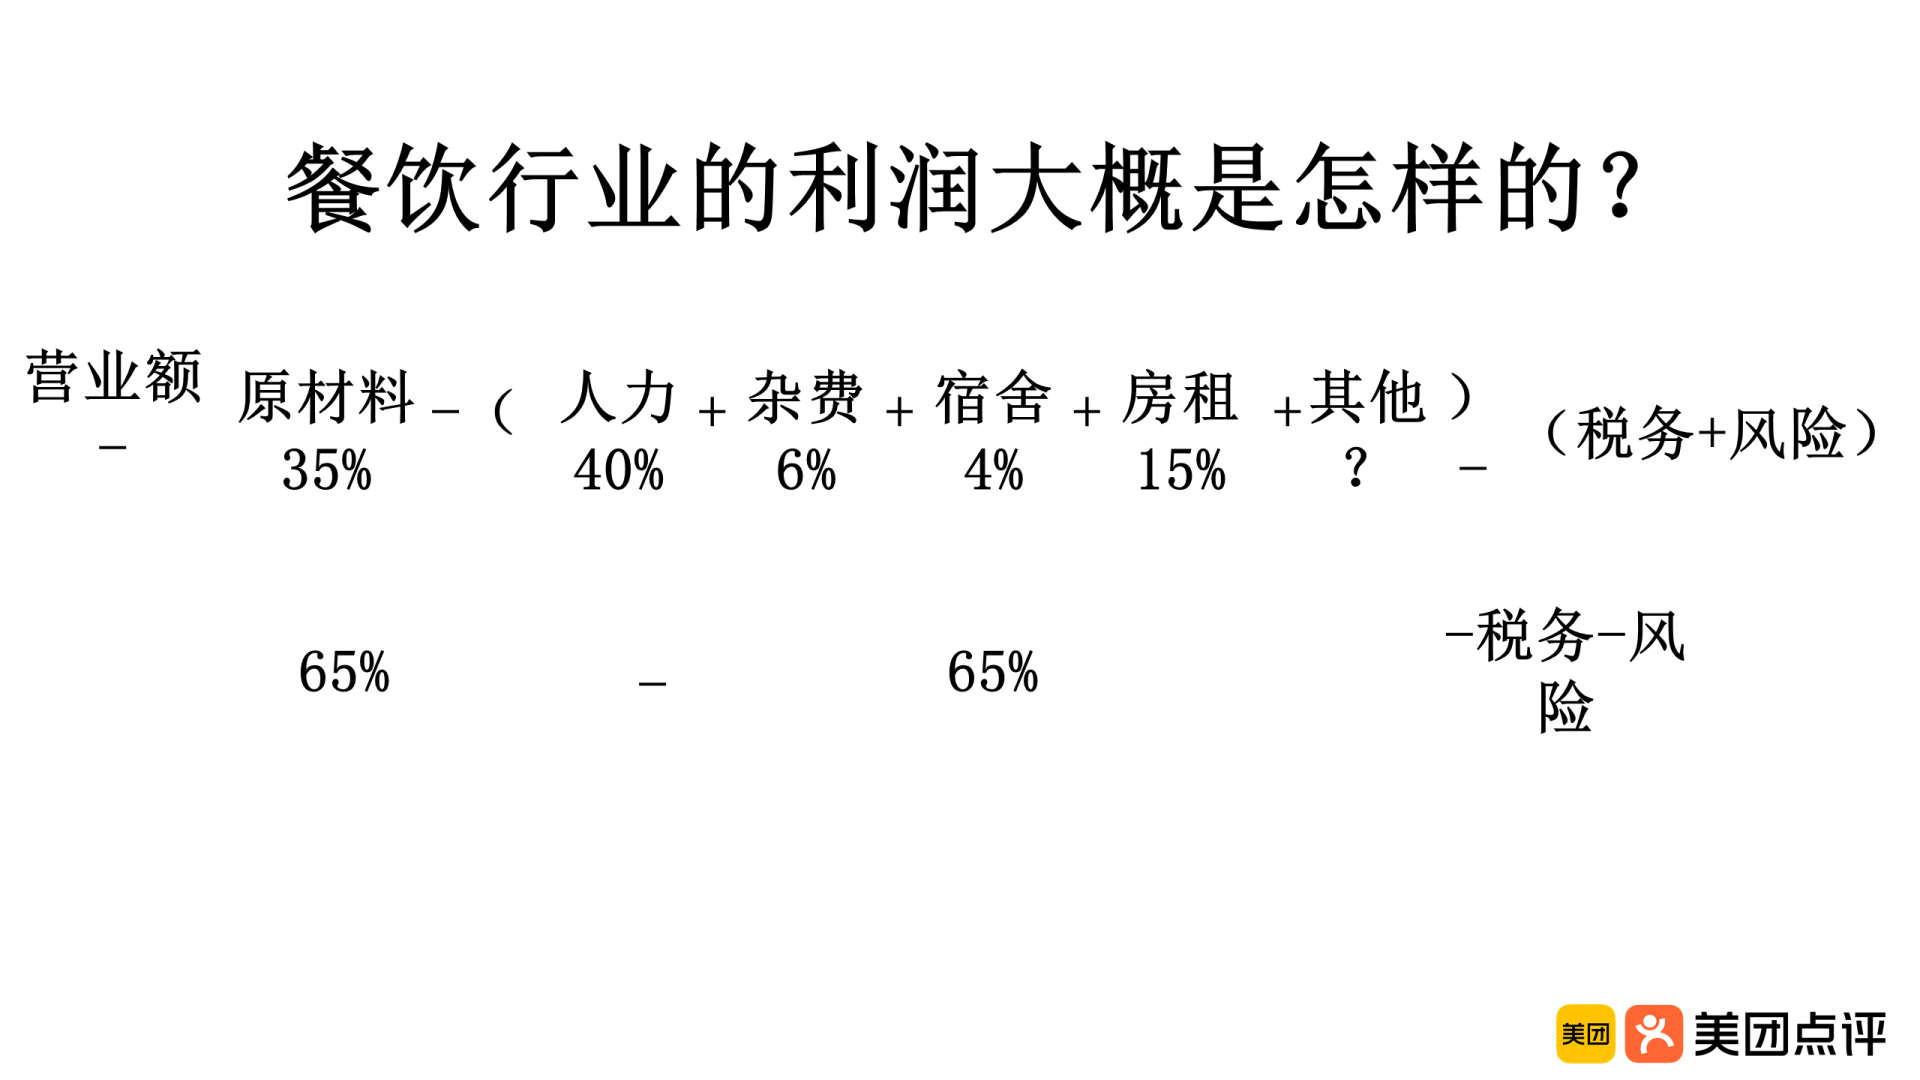 餐饮行业的利润大概是怎样的？
营业额 - 原材料 - （ 人力 + 杂费 + 宿舍 + 房租 + 其他 ） - （税务+风险）
35% 40% 6% 4% 15% ？
65% - 65% -税务-风
险
美团 美团点评